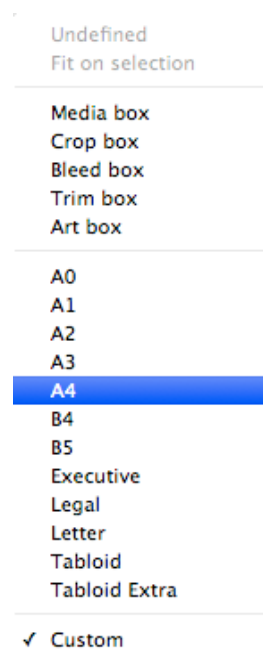 Undefined
Fit on selection
Media box
Crop box
Bleed box
Trim box
Art box
A0
A1
A2
A3
A4
B4
B5
Executive
Legal
Letter
Tabloid
Tabloid Extra
✓ Custom